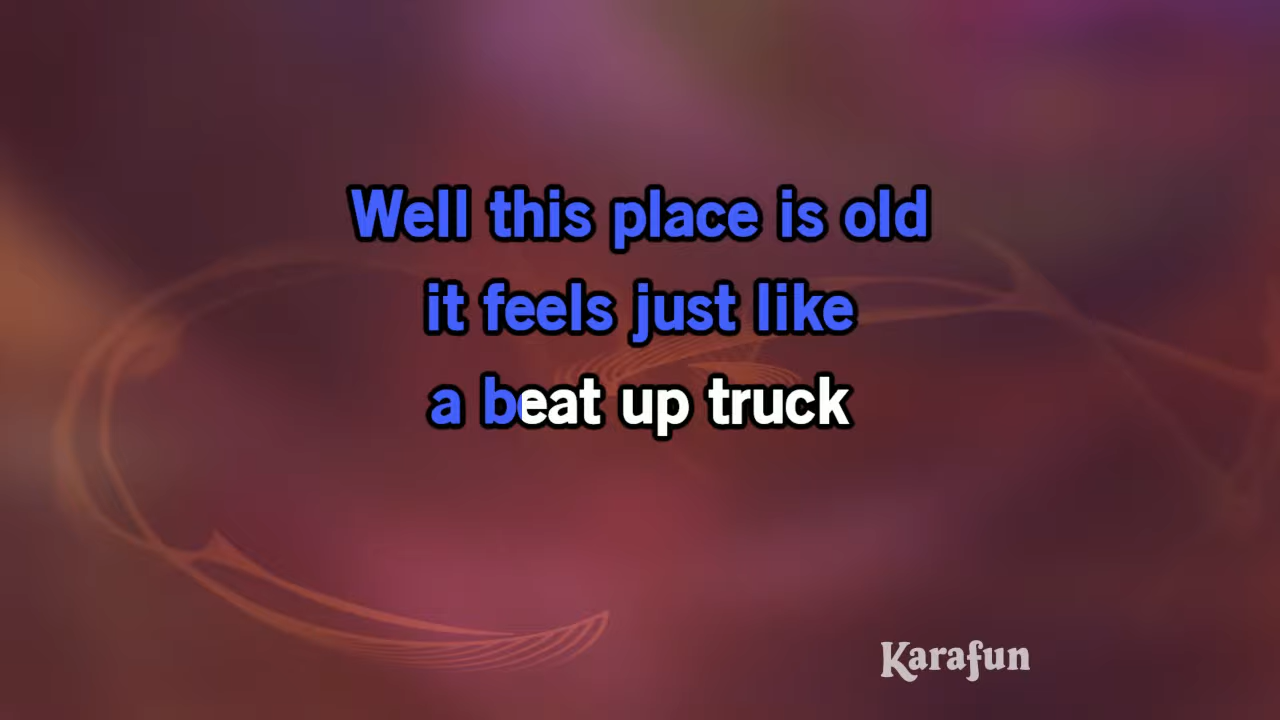 Well this place is old
it feels just like
a beat up truck
Karafun